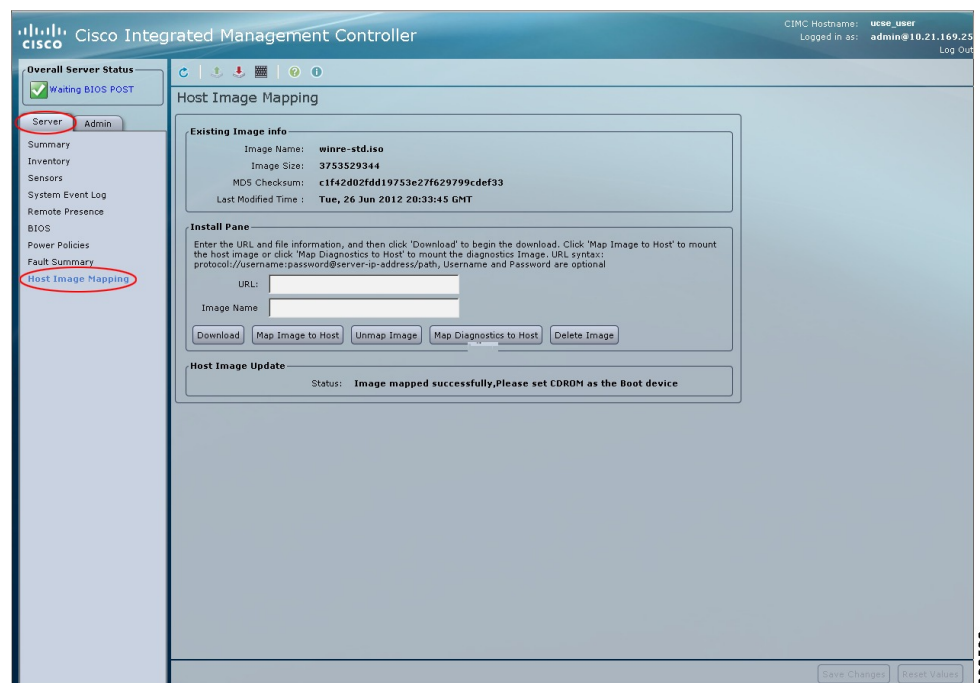 CISCO
Cisco Integrated Management Controller
CIMC Hostname: ucse_user
Logged in as: admin@10.21.169.25
Log Out
Overall Server Status
Waiting BIOS POST
Server
Admin
Summary
Inventory
Sensors
System Event Log
Remote Presence
BIOS
Power Policies
Fault Summary
Host Image Mapping
Host Image Mapping
Existing Image info
Image Name: winre-std.iso
Image Size: 3753529344
MD5 Checksum: c1f42d02fdd19753e27f629799cdef33
Last Modified Time : Tue, 26 Jun 2012 20:33:45 GMT
Install Pane
Enter the URL and file information, and then click 'Download' to begin the download. Click 'Map Image to Host' to mount
the host image or click 'Map Diagnostics to Host' to mount the diagnostics Image. URL syntax:
protocol://username:password@server-ip-address/path, Username and Password are optional
URL:
Image Name
Download Map Image to Host Unmap Image Map Diagnostics to Host Delete Image
Host Image Update
Status: Image mapped successfully,Please set CDROM as the Boot device
Save Changes Reset Values